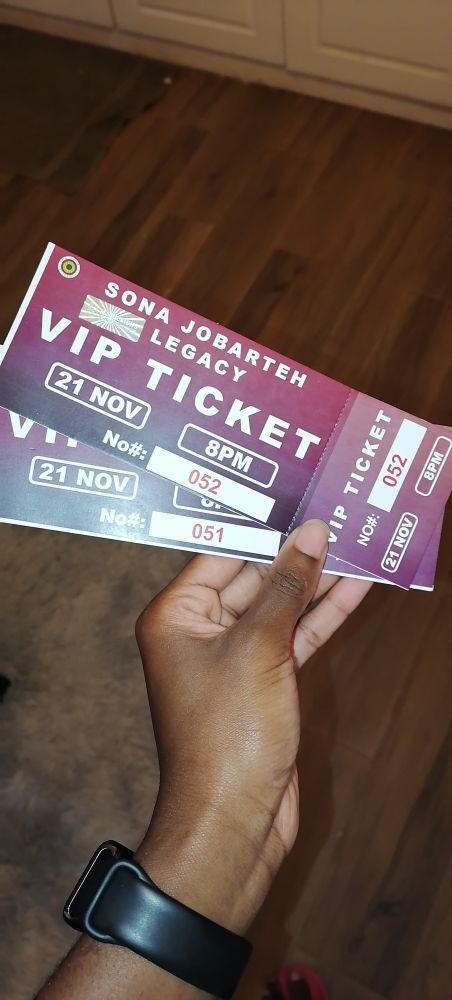 SONA JOBARTEH
LEGACY
VIP TICKET
21 NOV
8PM
No#: 052
VIP TICKET
NO#: 052
21 NOV
8PM
VI
21 NOV
No#: 051